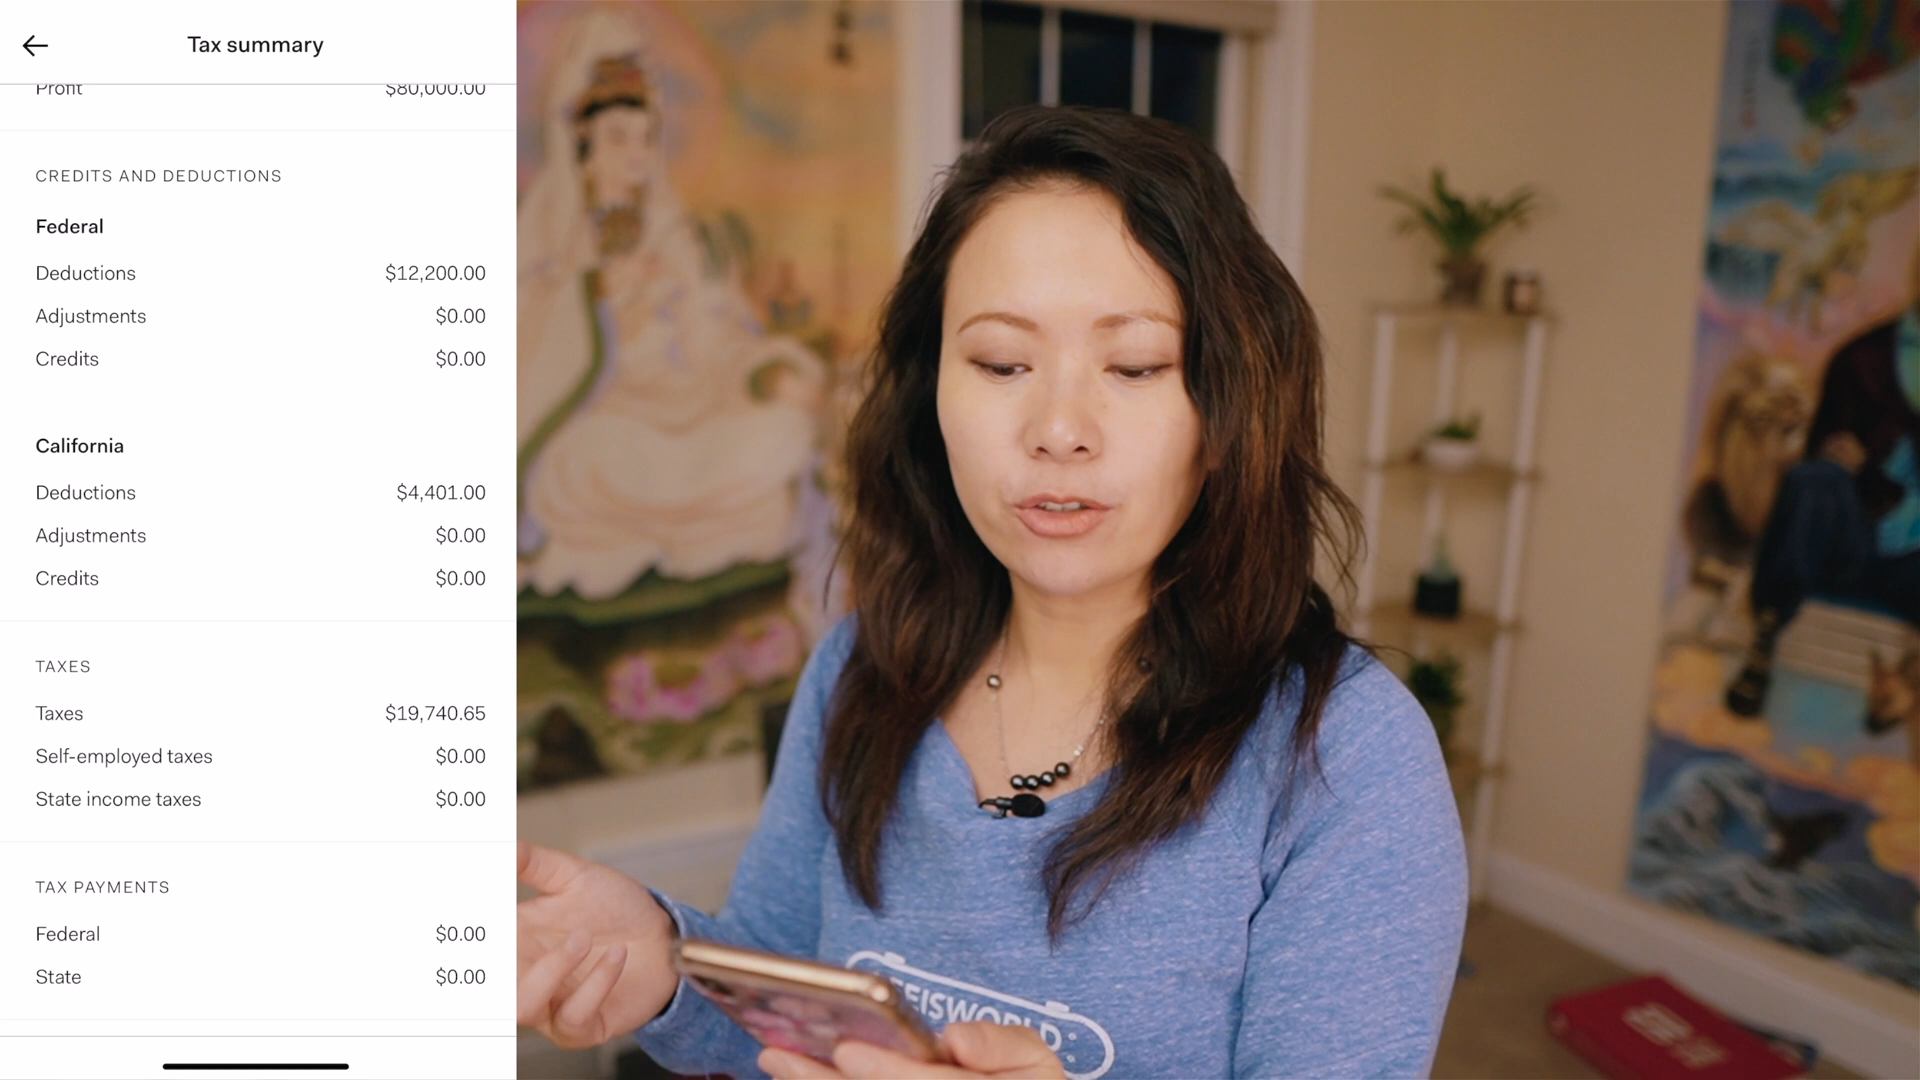 Tax summary
Profit $80,000.00
CREDITS AND DEDUCTIONS
Federal
Deductions $12,200.00
Adjustments $0.00
Credits $0.00
California
Deductions $4,401.00
Adjustments $0.00
Credits $0.00
TAXES
Taxes $19,740.65
Self-employed taxes $0.00
State income taxes $0.00
TAX PAYMENTS
Federal $0.00
State $0.00